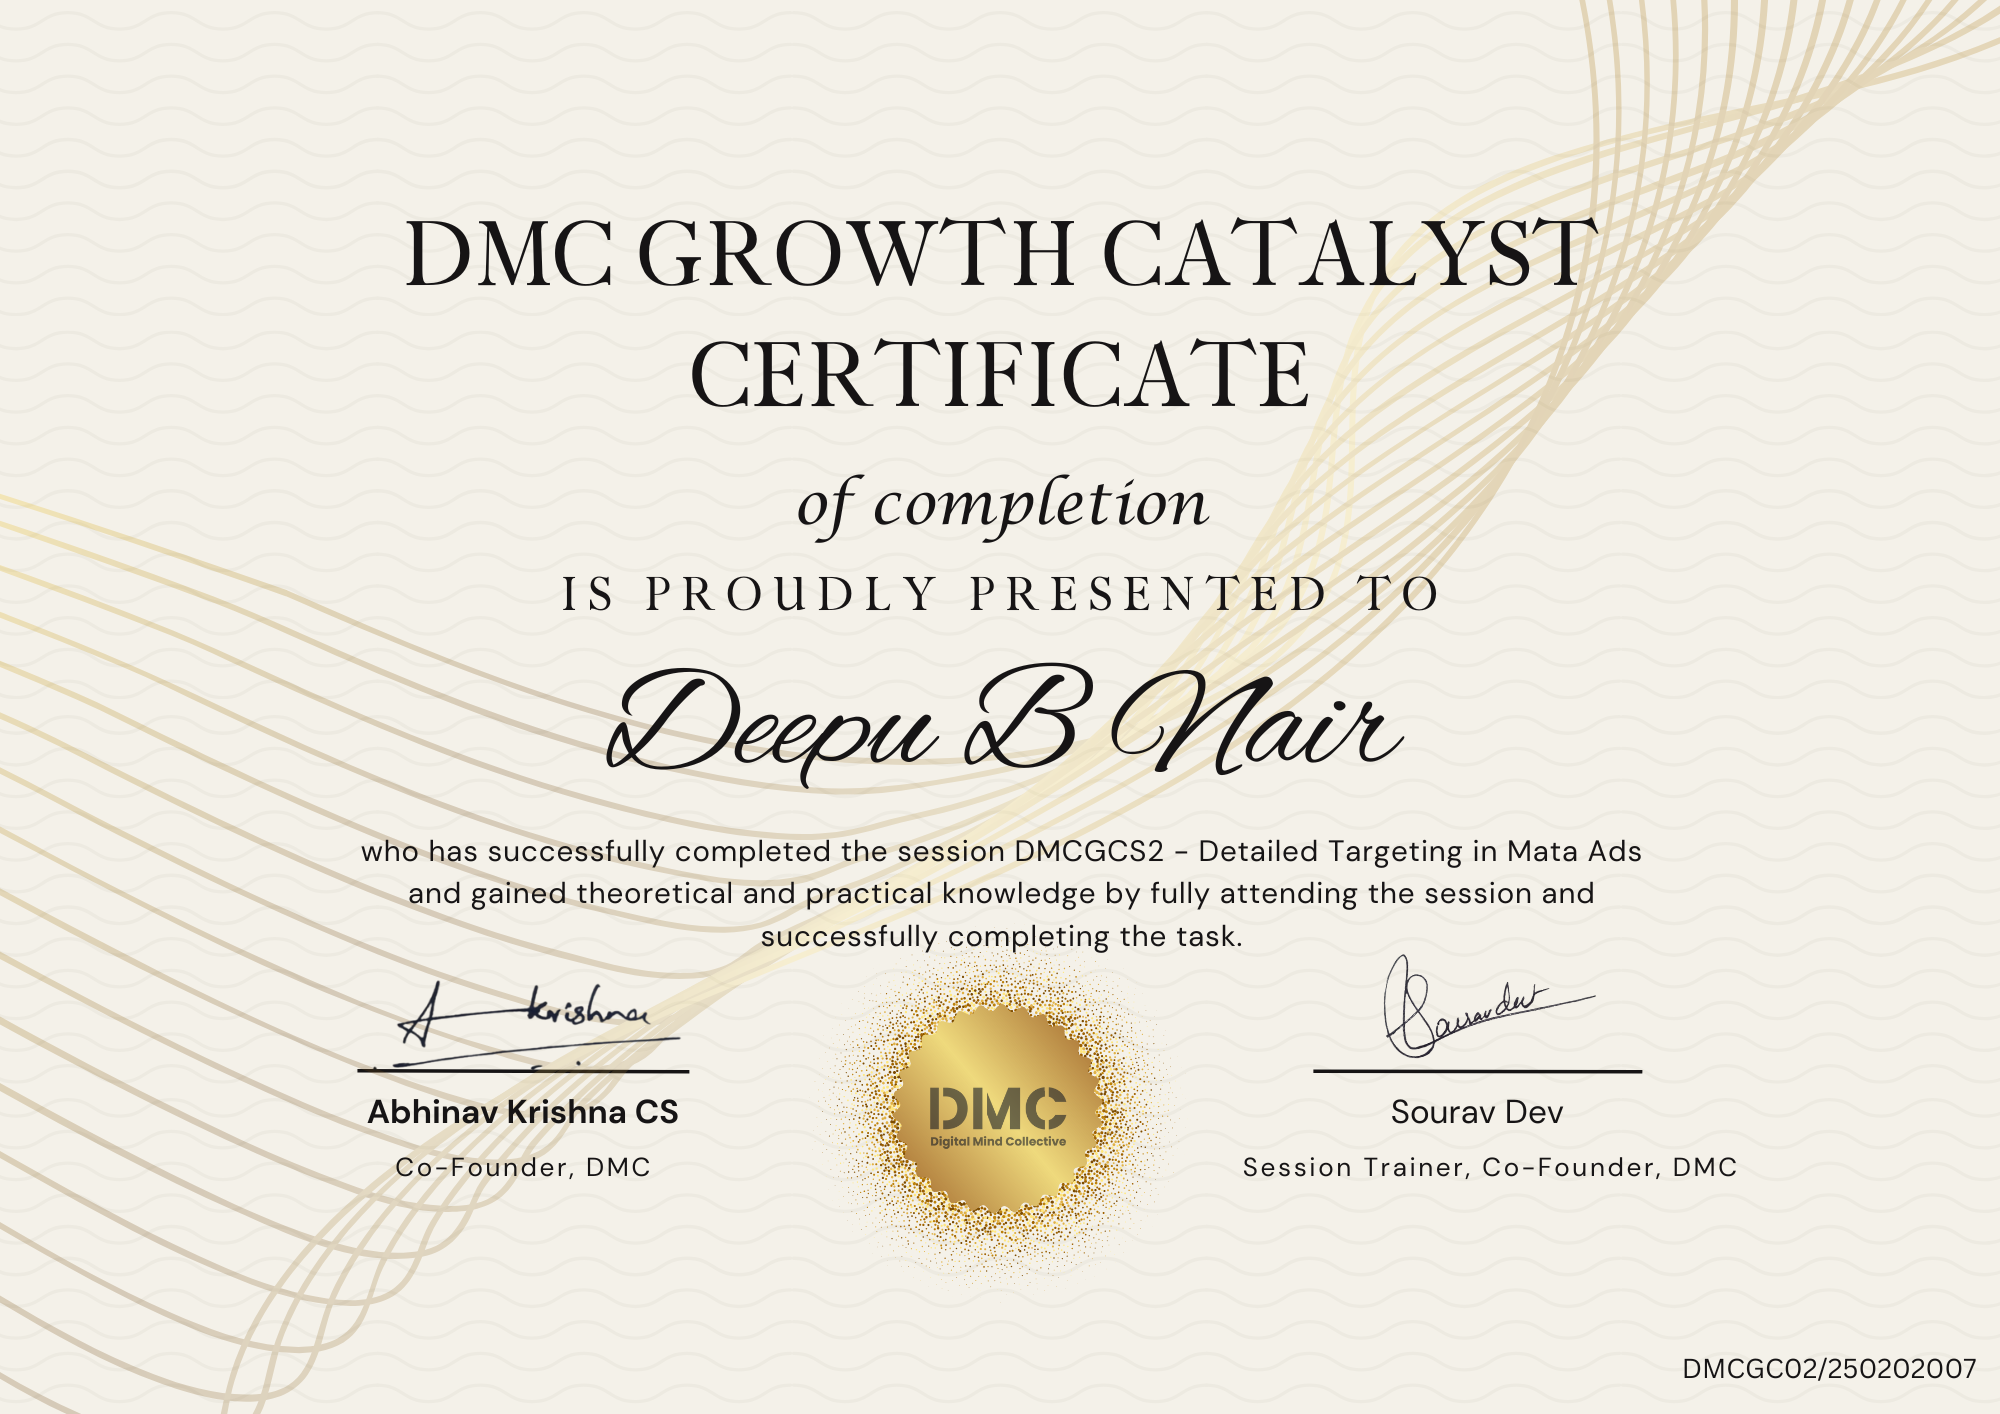 DMC GROWTH CATALYST
CERTIFICATE
of completion
IS PROUDLY PRESENTED TO
Deepu B Nair
who has successfully completed the session DMCGCS2 - Detailed Targeting in Mata Ads
and gained theoretical and practical knowledge by fully attending the session and
successfully completing the task.
A krishna
Souravdev
Abhinav Krishna CS
Co-Founder, DMC
DMC
Digital Mind Collective
Sourav Dev
Session Trainer, Co-Founder, DMC
DMCGC02/250202007